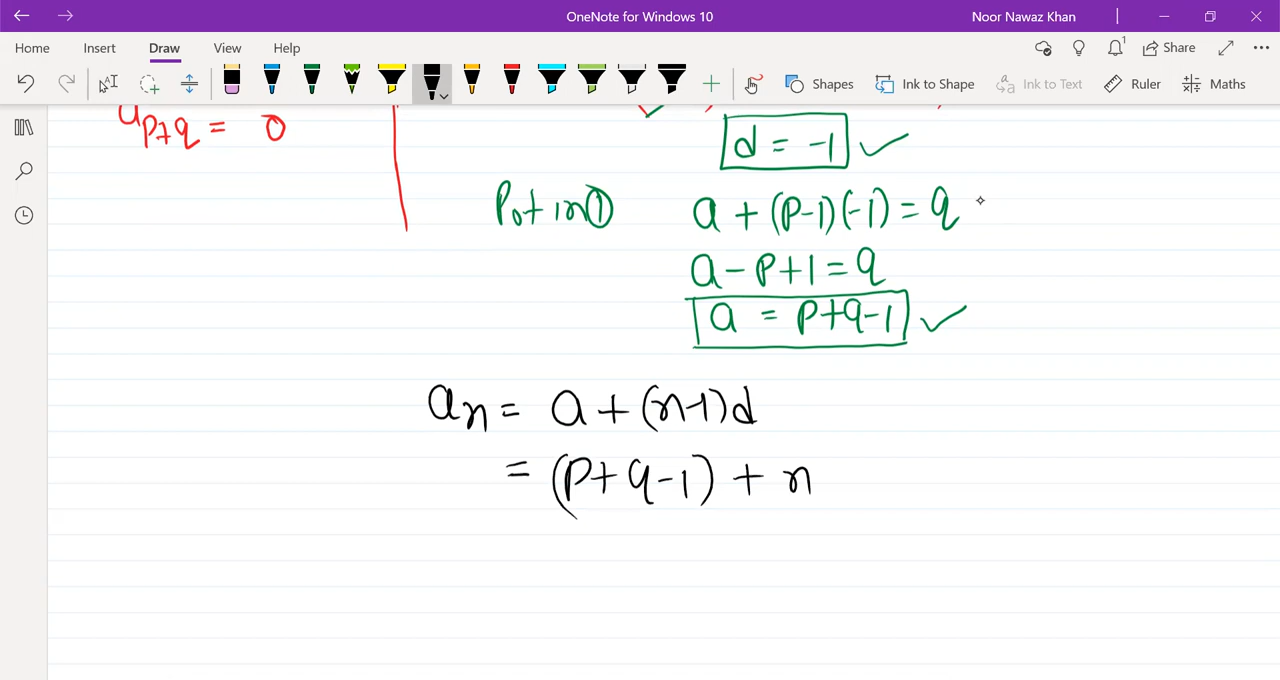 OneNote for Windows 10
Noor Nawaz Khan
Home Insert Draw View Help
1 Share
Shapes Ink to Shape Ink to Text Ruler Maths
a_{p+q} = 0
d = -1 ✓
Put in ① a + (p-1)(-1) = q
a - p + 1 = q
a = p+q-1 ✓
a_n = a + (n-1)d
= (p+q-1) + n